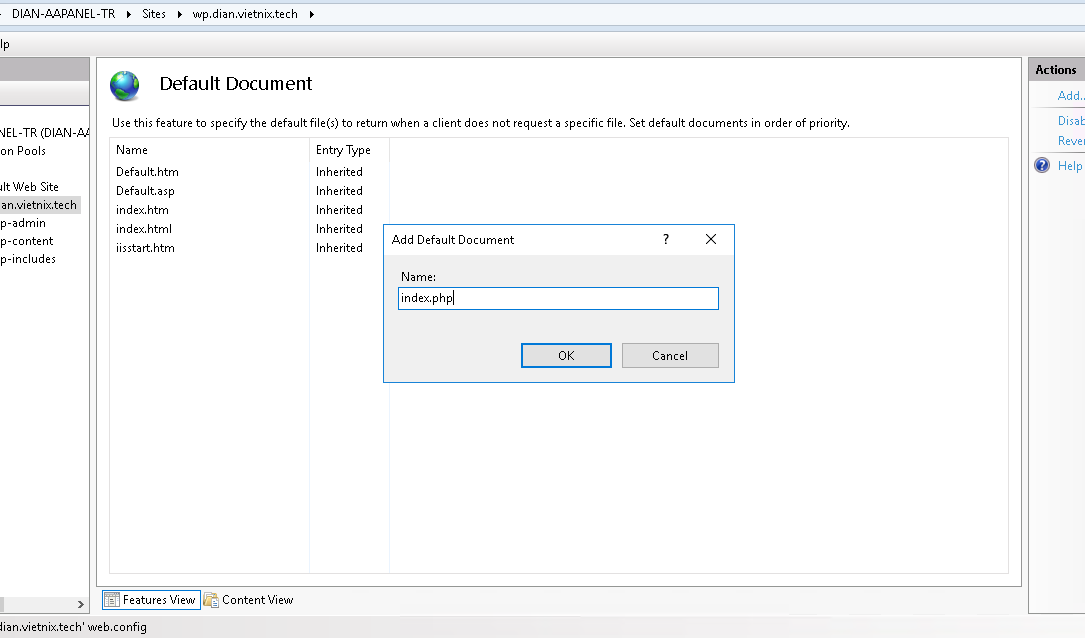 DIAN-AAPANEL-TR Sites wp.dian.vietnix.tech
lp
NEL-TR (DIAN-AA
on Pools
ult Web Site
an.vietnix.tech
p-admin
p-content
p-includes
Default Document
Use this feature to specify the default file(s) to return when a client does not request a specific file. Set default documents in order of priority.
Name Entry Type
Default.htm Inherited
Default.asp Inherited
index.htm Inherited
index.html Inherited
iisstart.htm Inherited
Add Default Document ?
Name:
index.php
OK Cancel
Actions
Add..
Disab
Rever
? Help
Features View Content View
dian.vietnix.tech' web.config